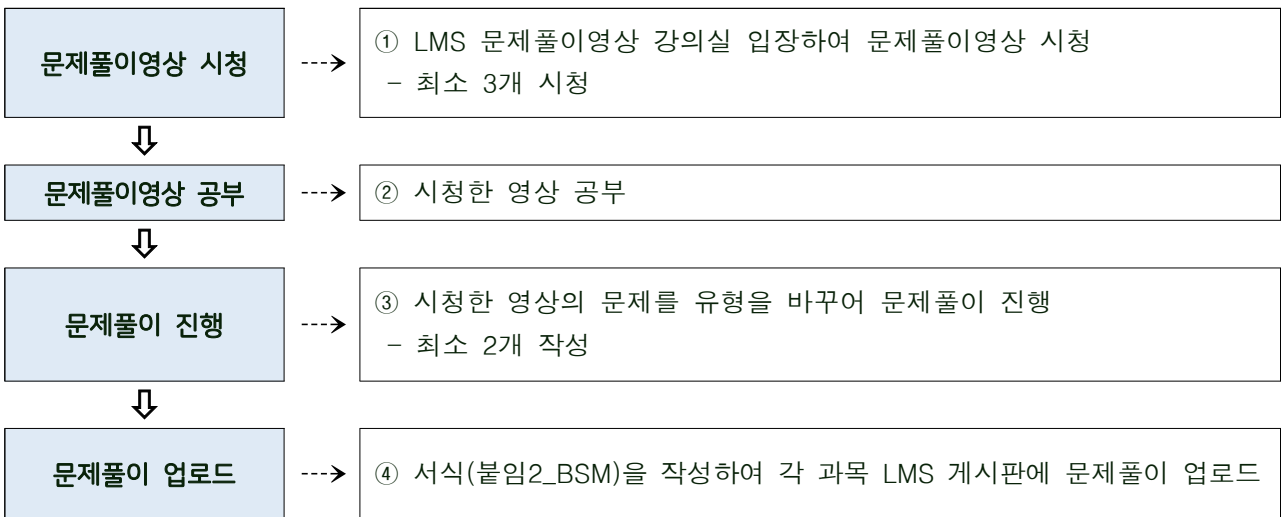 문제풀이영상 시청
① LMS 문제풀이영상 강의실 입장하여 문제풀이영상 시청
- 최소 3개 시청
문제풀이영상 공부
② 시청한 영상 공부
문제풀이 진행
③ 시청한 영상의 문제를 유형을 바꾸어 문제풀이 진행
- 최소 2개 작성
문제풀이 업로드
④ 서식(붙임2_BSM)을 작성하여 각 과목 LMS 게시판에 문제풀이 업로드